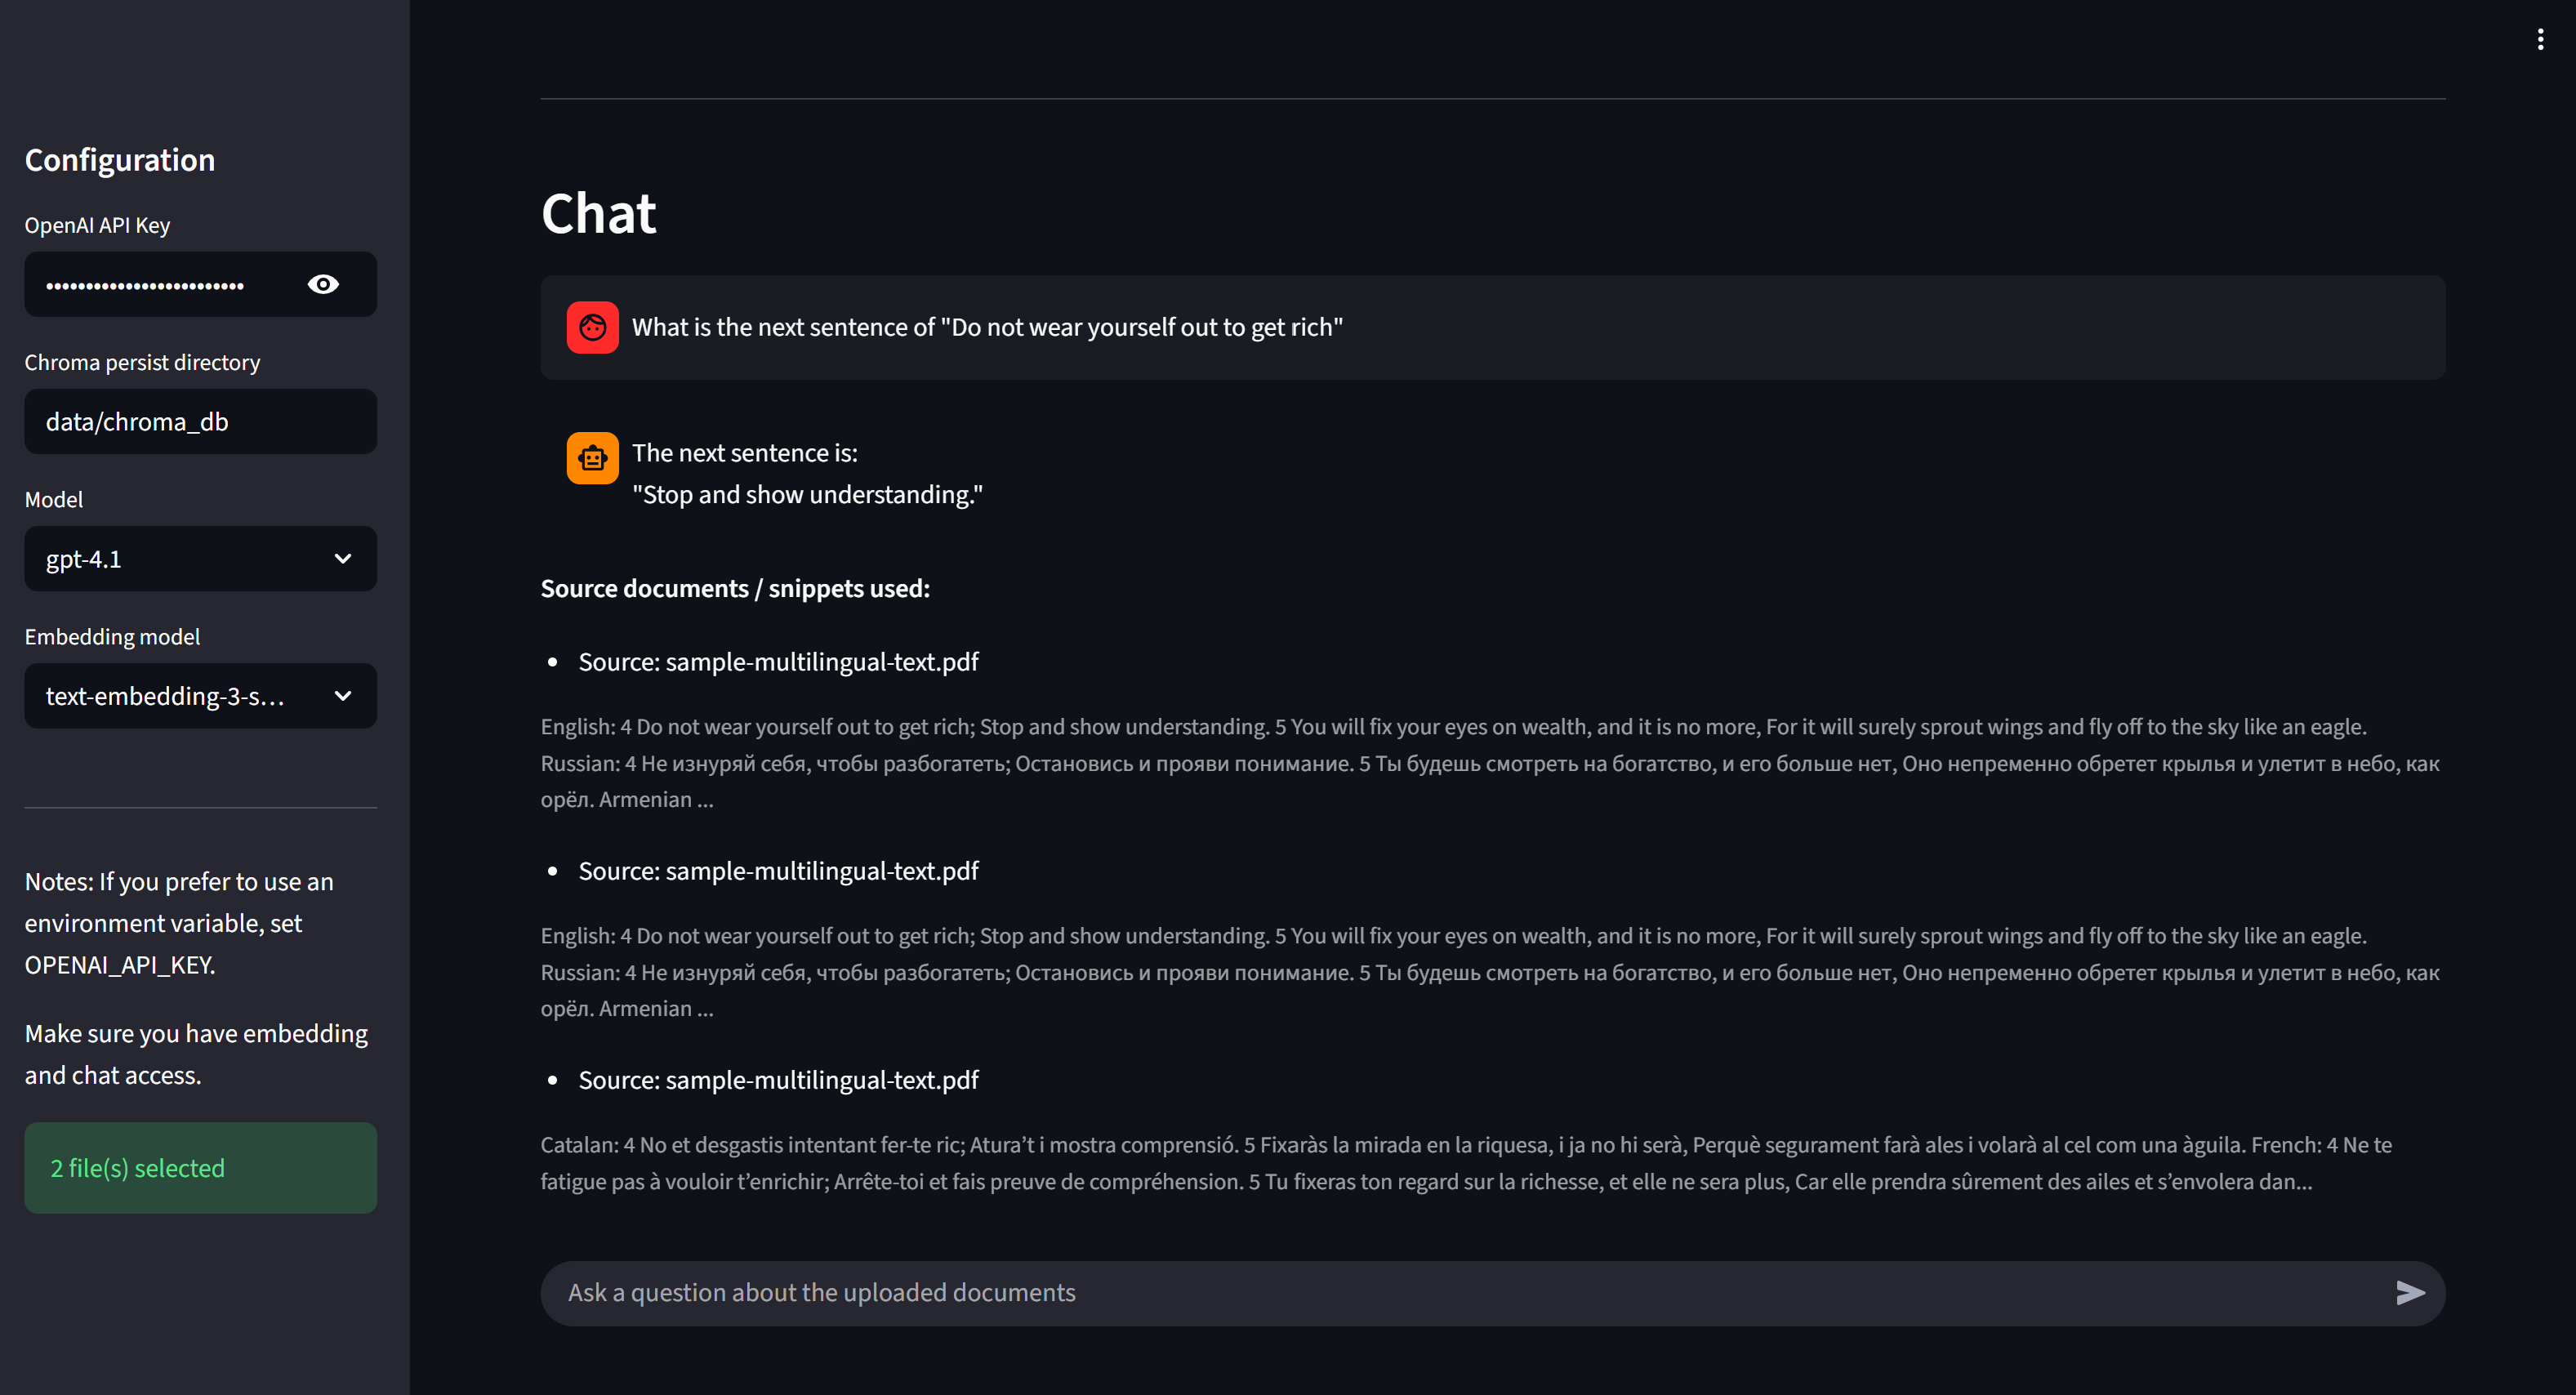 Configuration
OpenAI API Key
•••••••••••••••••••••••••
Chroma persist directory
data/chroma_db
Model
gpt-4.1
Embedding model
text-embedding-3-s...
Notes: If you prefer to use an
environment variable, set
OPENAI_API_KEY.
Make sure you have embedding
and chat access.
2 file(s) selected
Chat
What is the next sentence of "Do not wear yourself out to get rich"
The next sentence is:
"Stop and show understanding."
Source documents / snippets used:
• Source: sample-multilingual-text.pdf
English: 4 Do not wear yourself out to get rich; Stop and show understanding. 5 You will fix your eyes on wealth, and it is no more, For it will surely sprout wings and fly off to the sky like an eagle.
Russian: 4 Не изнуряй себя, чтобы разбогатеть; Остановись и прояви понимание. 5 Ты будешь смотреть на богатство, и его больше нет, Оно непременно обретет крылья и улетит в небо, как
орёл. Armenian ...
• Source: sample-multilingual-text.pdf
English: 4 Do not wear yourself out to get rich; Stop and show understanding. 5 You will fix your eyes on wealth, and it is no more, For it will surely sprout wings and fly off to the sky like an eagle.
Russian: 4 Не изнуряй себя, чтобы разбогатеть; Остановись и прояви понимание. 5 Ты будешь смотреть на богатство, и его больше нет, Оно непременно обретет крылья и улетит в небо, как
орёл. Armenian ...
• Source: sample-multilingual-text.pdf
Catalan: 4 No et desgastis intentant fer-te ric; Atura’t i mostra comprensió. 5 Fixaràs la mirada en la riquesa, i ja no hi serà, Perquè segurament farà ales i volarà al cel com una àguila. French: 4 Ne te
fatigue pas à vouloir t’enrichir; Arrête-toi et fais preuve de compréhension. 5 Tu fixeras ton regard sur la richesse, et elle ne sera plus, Car elle prendra sûrement des ailes et s’envolera dan...
Ask a question about the uploaded documents